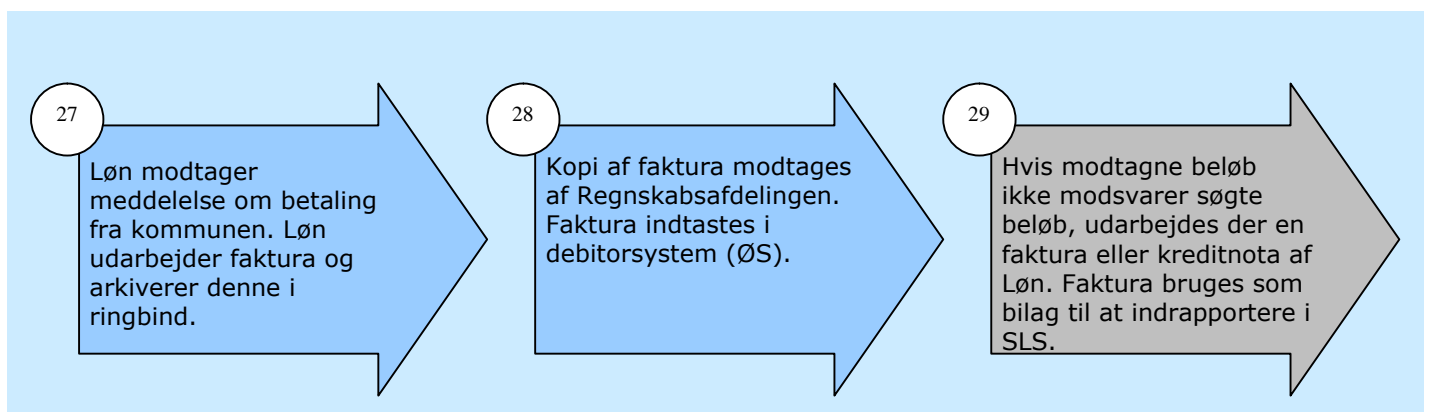 27
Løn modtager
meddelelse om betaling
fra kommunen. Løn
udarbejder faktura og
arkiverer denne i
ringbind.
28
Kopi af faktura modtages
af Regnskabsafdelingen.
Faktura indtastes i
debitorsystem (ØS).
29
Hvis modtagne beløb
ikke modsvarer søgte
beløb, udarbejdes der en
faktura eller kreditnota af
Løn. Faktura bruges som
bilag til at indrapportere i
SLS.